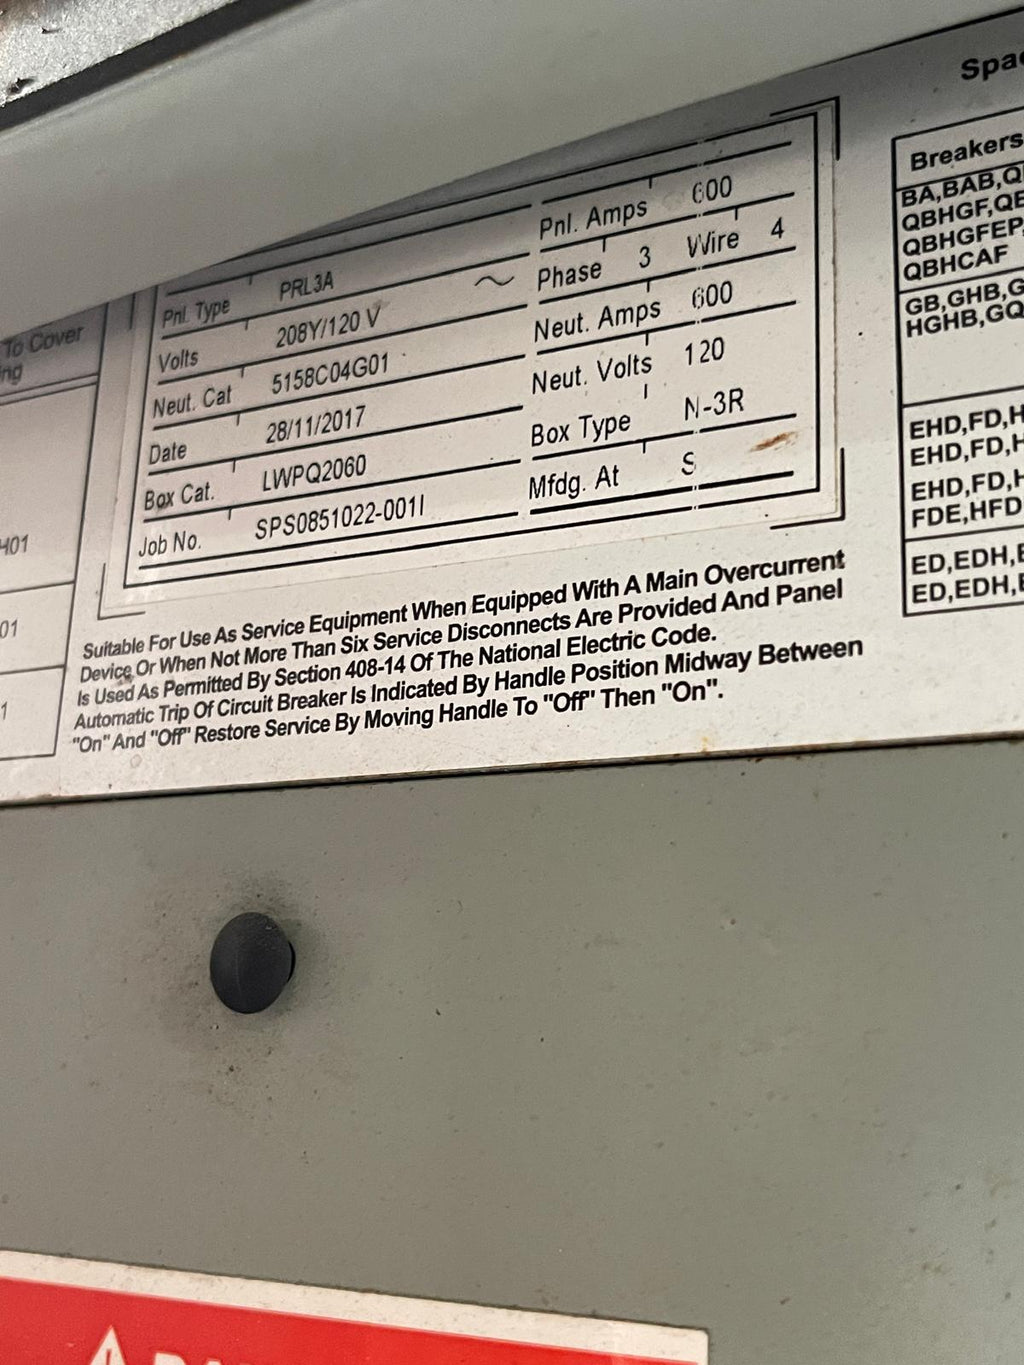 To Cover
ng
H01
01
1
Pnl. Type PRL3A
Volts 208Y/120 V ~
Neut. Cat 5158C04G01
Date 28/11/2017
Box Cat. LWPQ2060
Job No. SPS0851022-001I
Pnl. Amps 600
Phase 3 Wire 4
Neut. Amps 600
Neut. Volts 120
Box Type N-3R
Mfdg. At S
Suitable For Use As Service Equipment When Equipped With A Main Overcurrent
Device Or When Not More Than Six Service Disconnects Are Provided And Panel
Is Used As Permitted By Section 408-14 Of The National Electric Code.
Automatic Trip Of Circuit Breaker Is Indicated By Handle Position Midway Between
"On" And "Off" Restore Service By Moving Handle To "Off" Then "On".
Spa
Breakers
BA,BAB,Q
QBHGF,QB
QBHGFEP,
QBHCAF
GB,GHB,G
HGHB,GQ
EHD,FD,H
EHD,FD,H
EHD,FD,H
FDE,HFD
ED,EDH,E
ED,EDH,E